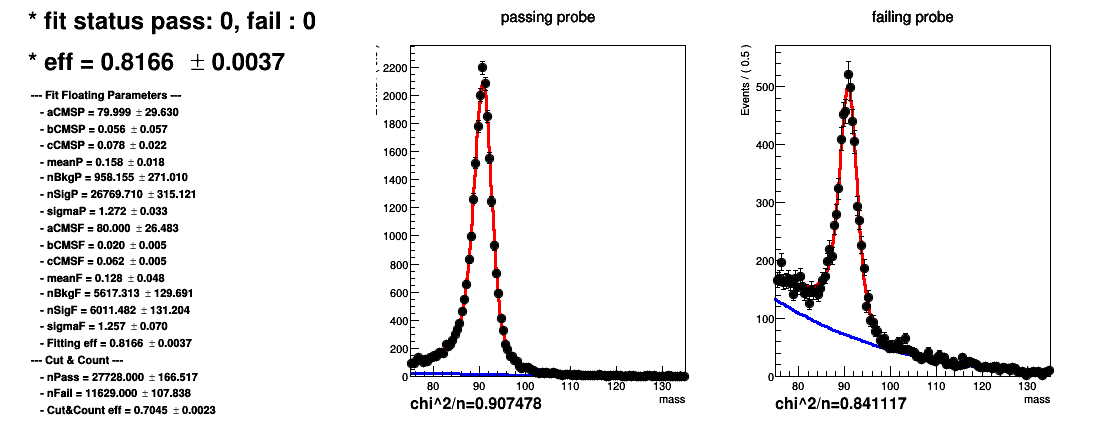 * fit status pass: 0, fail : 0
* eff = 0.8166 ± 0.0037
--- Fit Floating Parameters ---
- aCMSP = 79.999 ± 29.630
- bCMSP = 0.056 ± 0.057
- cCMSP = 0.078 ± 0.022
- meanP = 0.158 ± 0.018
- nBkgP = 958.155 ± 271.010
- nSigP = 26769.710 ± 315.121
- sigmaP = 1.272 ± 0.033
- aCMSF = 80.000 ± 26.483
- bCMSF = 0.020 ± 0.005
- cCMSF = 0.062 ± 0.005
- meanF = 0.128 ± 0.048
- nBkgF = 5617.313 ± 129.691
- nSigF = 6011.482 ± 131.204
- sigmaF = 1.257 ± 0.070
- Fitting eff = 0.8166 ± 0.0037
--- Cut & Count ---
- nPass = 27728.000 ± 166.517
- nFail = 11629.000 ± 107.838
- Cut&Count eff = 0.7045 ± 0.0023
passing probe
2200
2000
1800
1600
1400
1200
1000
800
600
400
200
0
80 90 100 110 120 130
mass
chi^2/n=0.907478
failing probe
Events / ( 0.5 )
500
400
300
200
100
0
80 90 100 110 120 130
mass
chi^2/n=0.841117